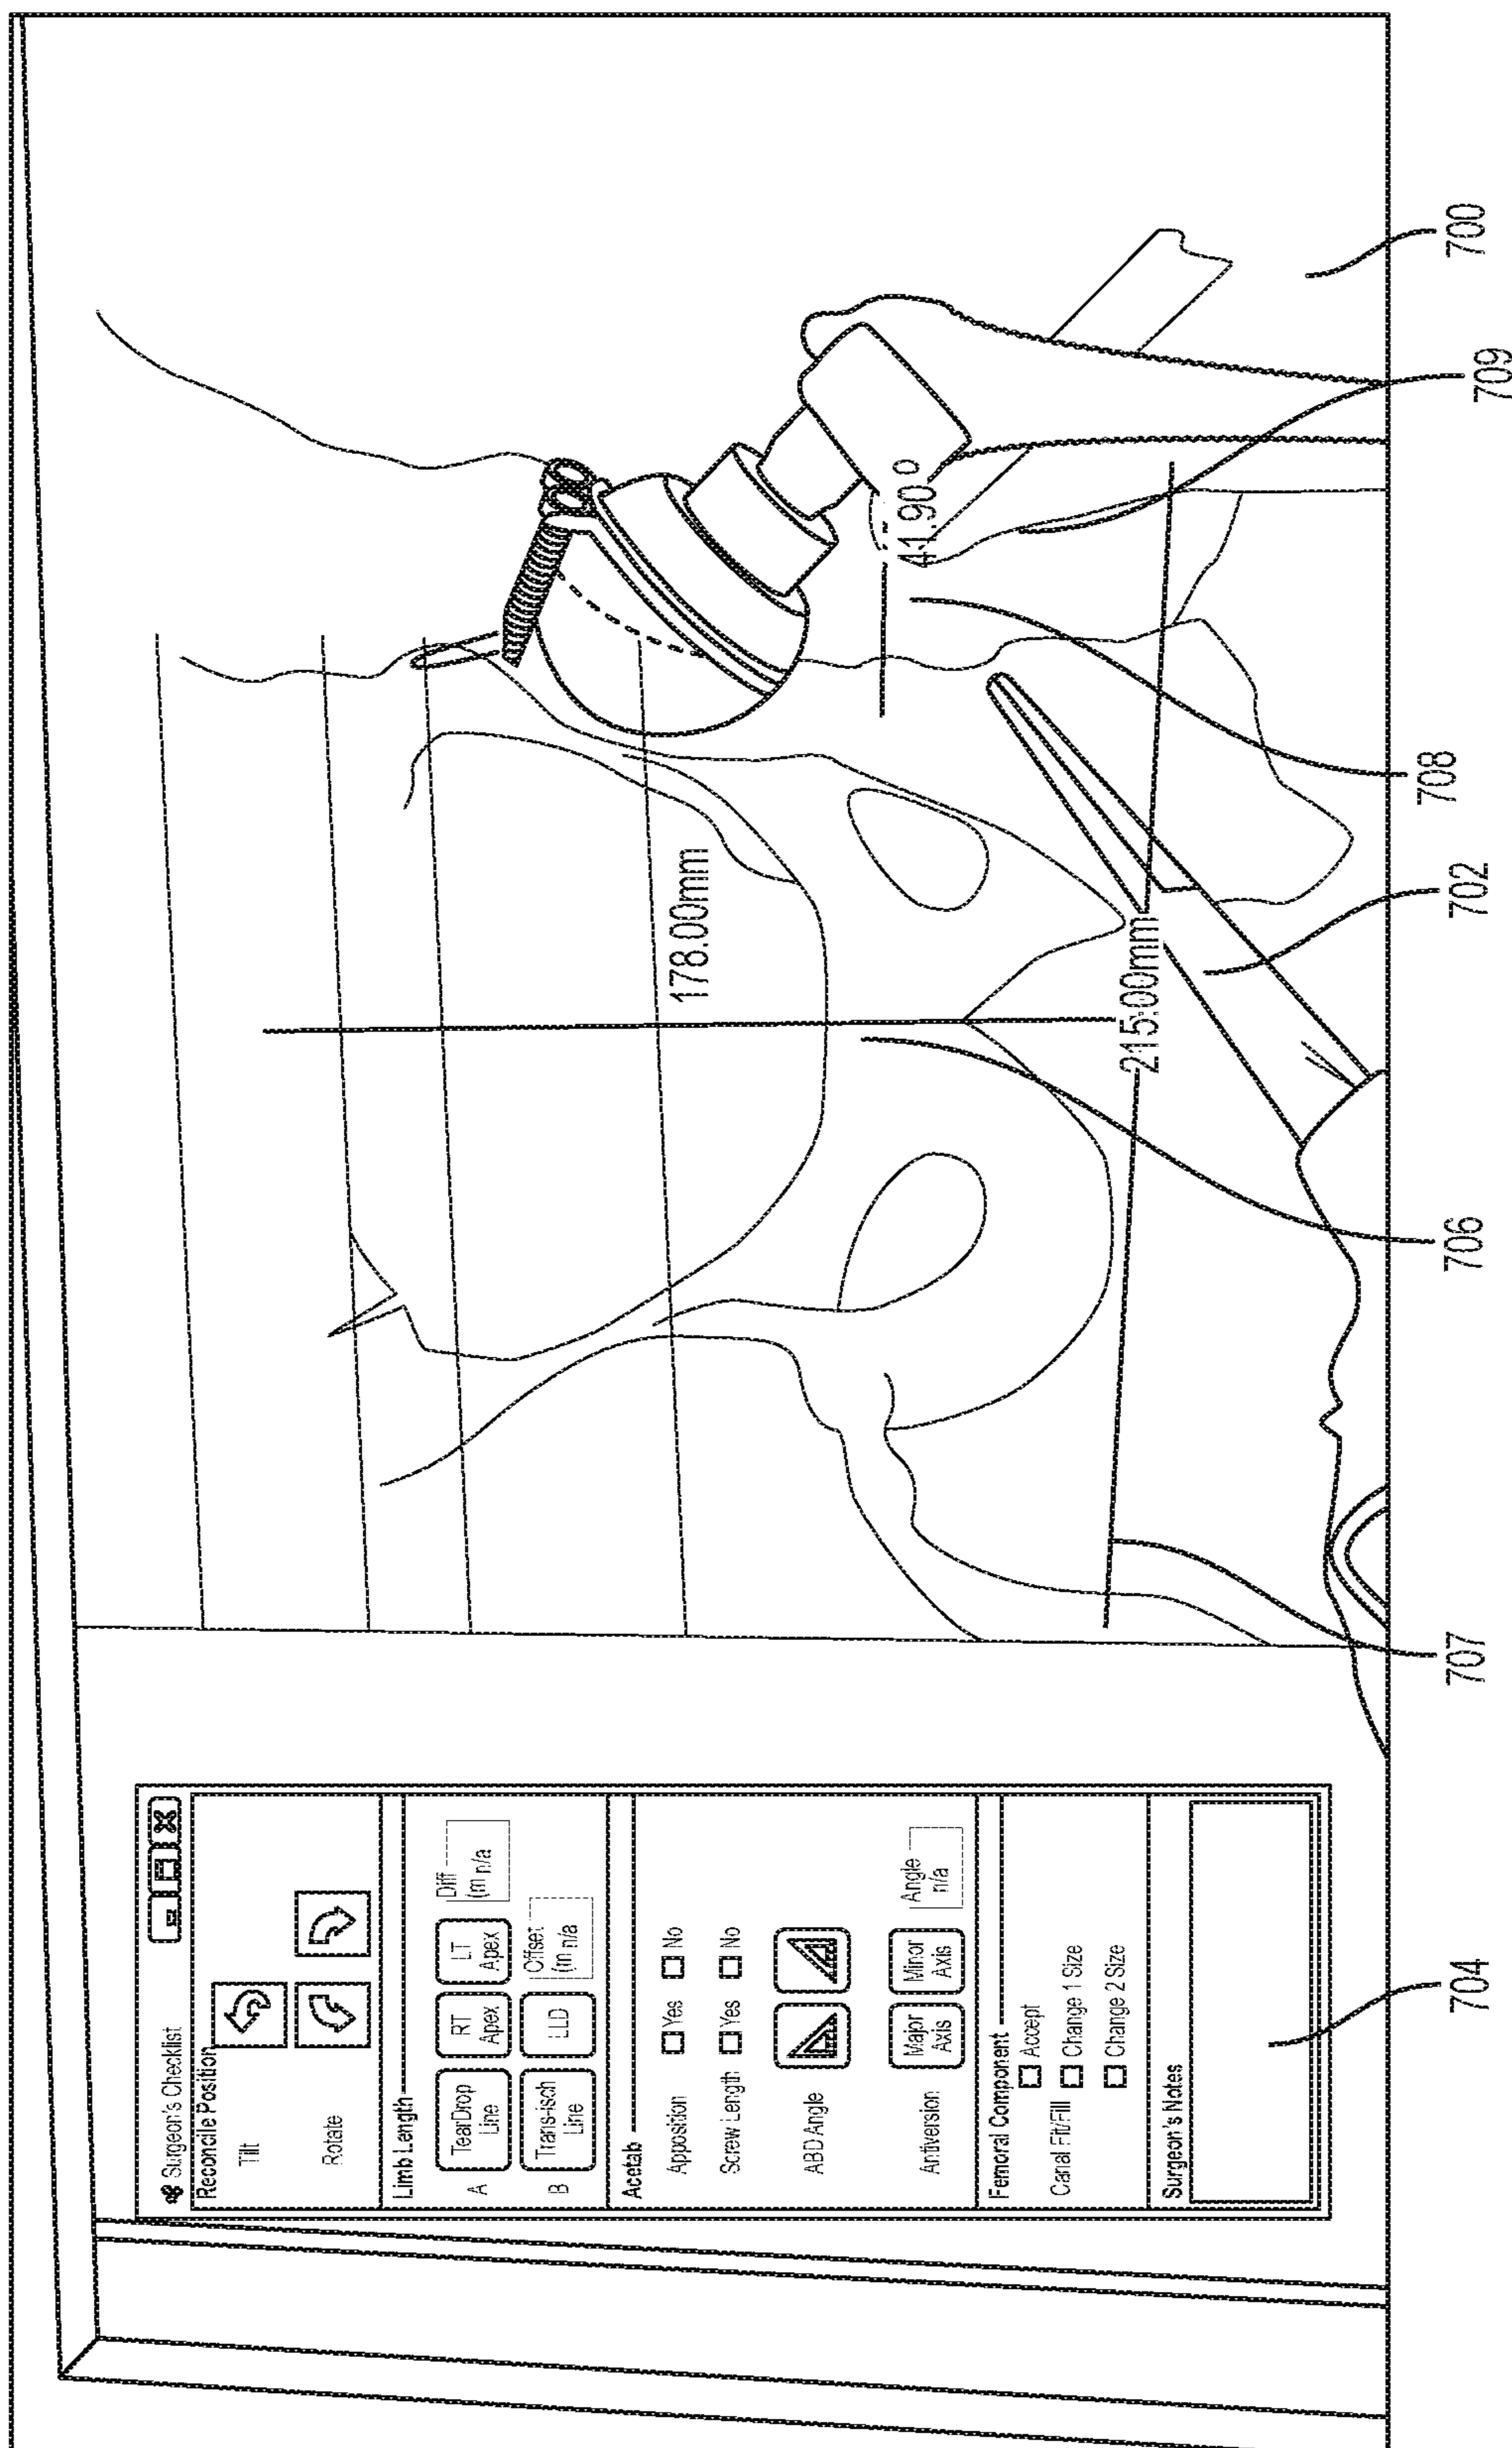 Surgeon's Checklist
Reconcile Position
Tilt
Rotate
Limb Length
A
TearDrop
Line
RT
Apex
LT
Apex
Diff
(m n/a
B
Trans-isch
Line
LLD
Offset
(m n/a
Acetab
Apposition
Yes
No
Screw Length
Yes
No
ABD Angle
Antiversion
Major
Axis
Minor
Axis
Angle
n/a
Femoral Component
Canal Fit/Fill
Accept
Change 1 Size
Change 2 Size
Surgeon's Notes
178.00mm
215.00mm
41.90°
704
707
706
702
708
709
700